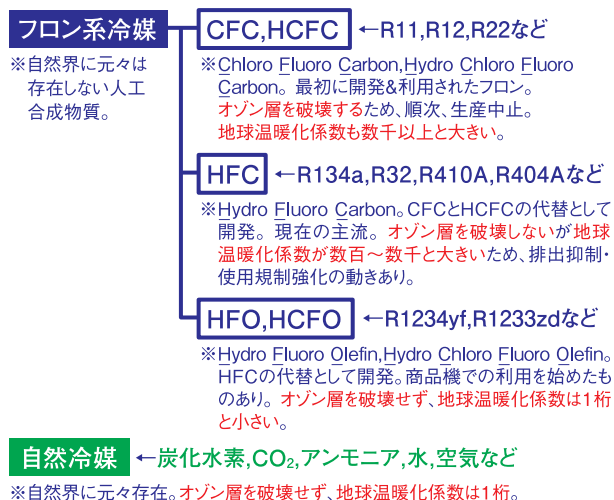 フロン系冷媒
CFC,HCFC ←R11,R12,R22など
※自然界に元々は
存在しない人工
合成物質。
※Chloro Fluoro Carbon,Hydro Chloro Fluoro
Carbon。最初に開発&利用されたフロン。
オゾン層を破壊するため、順次、生産中止。
地球温暖化係数も数千以上と大きい。
HFC ←R134a,R32,R410A,R404Aなど
※Hydro Fluoro Carbon。CFCとHCFCの代替として
開発。現在の主流。オゾン層を破壊しないが地球
温暖化係数が数百～数千と大きいため、排出抑制・
使用規制強化の動きあり。
HFO,HCFO ←R1234yf,R1233zdなど
※Hydro Fluoro Olefin,Hydro Chloro Fluoro Olefin。
HFCの代替として開発。商品機での利用を始めたも
のあり。オゾン層を破壊せず、地球温暖化係数は1桁
と小さい。
自然冷媒 ←炭化水素,CO₂,アンモニア,水,空気など
※自然界に元々存在。オゾン層を破壊せず、地球温暖化係数は1桁。